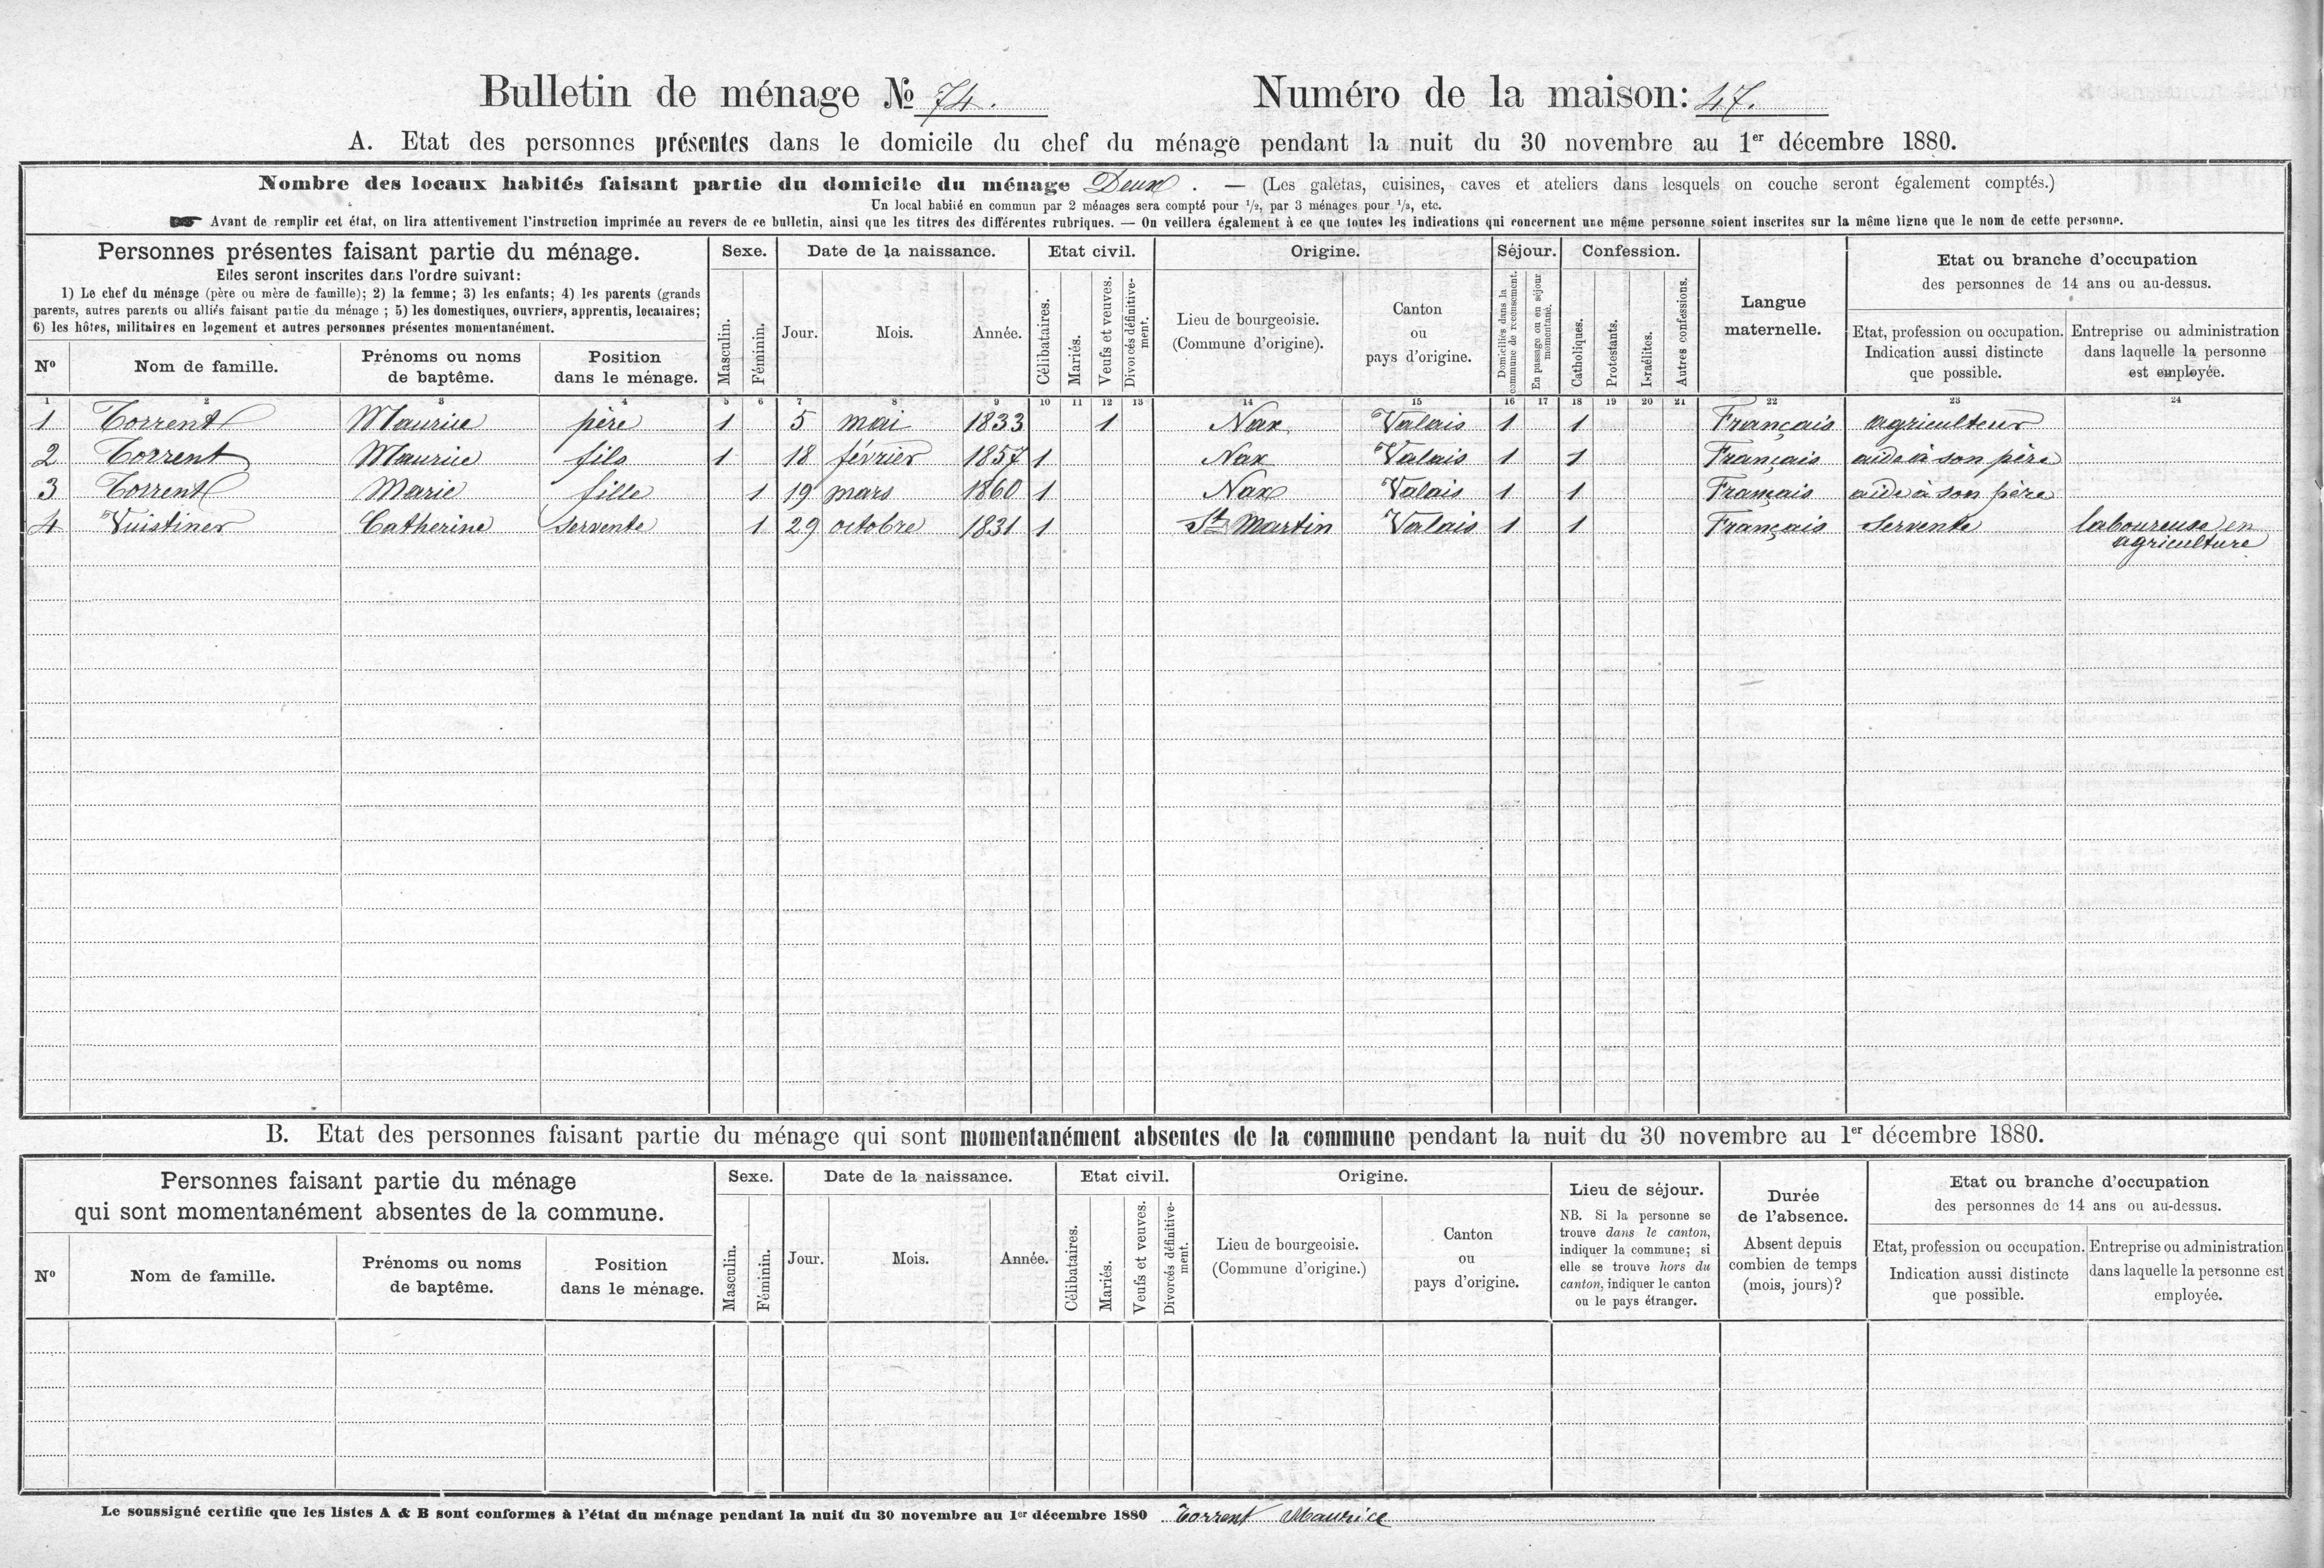 Bulletin de ménage № 74. Numéro de la maison: 47.
A. Etat des personnes présentes dans le domicile du chef du ménage pendant la nuit du 30 novembre au 1er décembre 1880.
Nombre des locaux habités faisant partie du domicile du ménage Deux. — (Les galetas, cuisines, caves et ateliers dans lesquels on couche seront également comptés.)
Un local habité en commun par 2 ménages sera compté pour 1/2, par 3 ménages pour 1/3, etc.
Avant de remplir cet état, on lira attentivement l'instruction imprimée au revers de ce bulletin, ainsi que les titres des différentes rubriques. — On veillera également à ce que toutes les indications qui concernent une même personne soient inscrites sur la même ligne que le nom de cette personne.
Personnes présentes faisant partie du ménage.
Elles seront inscrites dans l'ordre suivant:
1) Le chef du ménage (père ou mère de famille); 2) la femme; 3) les enfants; 4) les parents (grands
parents, autres parents ou alliés faisant partie du ménage; 5) les domestiques, ouvriers, apprentis, locataires;
6) les hôtes, militaires en logement et autres personnes présentes momentanément.
Nº
Nom de famille.
Prénoms ou noms
de baptême.
Position
dans le ménage.
Sexe.
Masculin.
Féminin.
Date de la naissance.
Jour.
Mois.
Année.
Etat civil.
Célibataires.
Mariés.
Veufs et veuves.
Divorcés définitive-
ment.
Origine.
Lieu de bourgeoisie.
(Commune d'origine).
Canton
ou
pays d'origine.
Séjour.
Domiciliés dans la
commune de recensement.
En passage ou en séjour
momentané.
Confession.
Catholiques.
Protestants.
Israélites.
Autres confessions.
Langue
maternelle.
Etat ou branche d'occupation
des personnes de 14 ans ou au-dessus.
Etat, profession ou occupation.
Indication aussi distincte
que possible.
Entreprise ou administration
dans laquelle la personne
est employée.
1 2 3 4 5 6 7 8 9 10 11 12 13 14 15 16 17 18 19 20 21 22 23 24
1 Torrent Maurice père 1 5 mai 1833 1 Nax Valais 1 1 Français agriculteur
2 Torrent Maurice fils 1 18 février 1857 1 Nax Valais 1 1 Français aide à son père
3 Torrent Marie fille 1 19 mars 1860 1 Nax Valais 1 1 Français aide à son père
4 Vuistiner Catherine servente 1 29 octobre 1831 1 St Martin Valais 1 1 Français servente laboureuse en
agriculture
B. Etat des personnes faisant partie du ménage qui sont momentanément absentes de la commune pendant la nuit du 30 novembre au 1er décembre 1880.
Personnes faisant partie du ménage
qui sont momentanément absentes de la commune.
Nº
Nom de famille.
Prénoms ou noms
de baptême.
Position
dans le ménage.
Sexe.
Masculin.
Féminin.
Date de la naissance.
Jour.
Mois.
Année.
Etat civil.
Célibataires.
Mariés.
Veufs et veuves.
Divorcés définitive-
ment.
Origine.
Lieu de bourgeoisie.
(Commune d'origine.)
Canton
ou
pays d'origine.
Lieu de séjour.
NB. Si la personne se
trouve dans le canton,
indiquer la commune; si
elle se trouve hors du
canton, indiquer le canton
ou le pays étranger.
Durée
de l'absence.
Absent depuis
combien de temps
(mois, jours)?
Etat ou branche d'occupation
des personnes de 14 ans ou au-dessus.
Etat, profession ou occupation.
Indication aussi distincte
que possible.
Entreprise ou administration
dans laquelle la personne est
employée.
Le soussigné certifie que les listes A & B sont conformes à l'état du ménage pendant la nuit du 30 novembre au 1er décembre 1880 Torrent Maurice